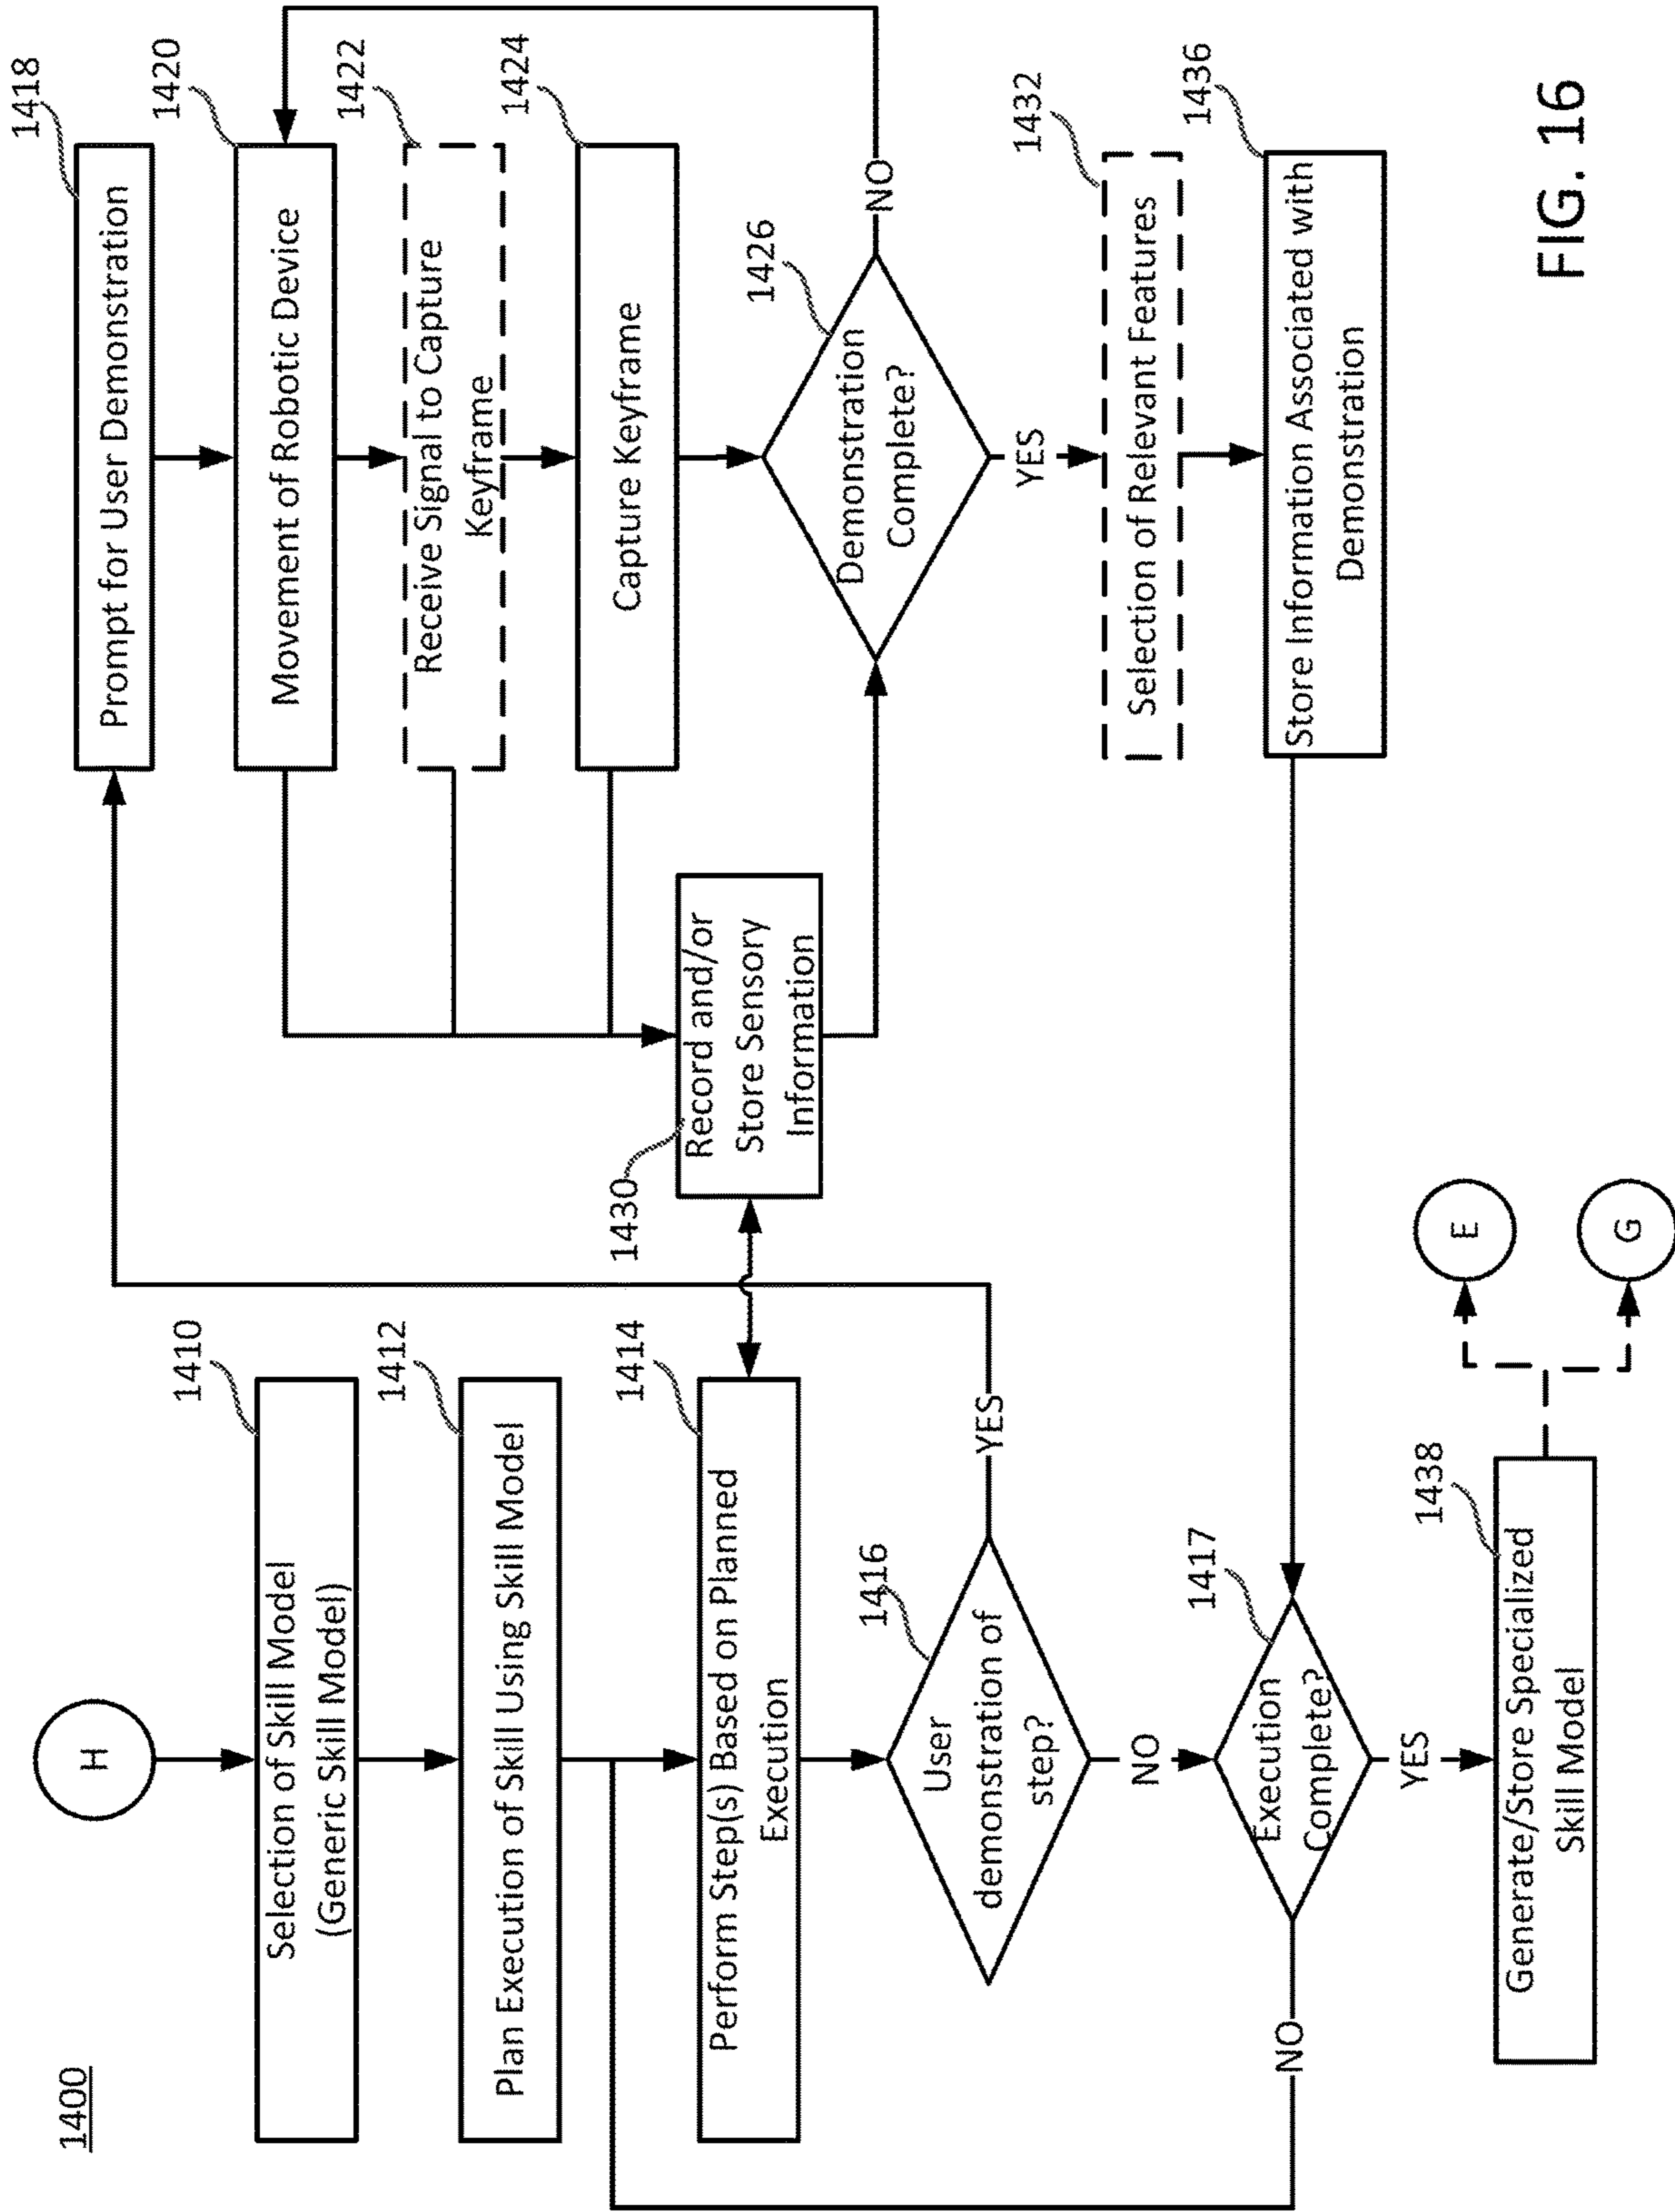 1400
H
1410
Selection of Skill Model
(Generic Skill Model)
1412
Plan Execution of Skill Using Skill Model
1414
Perform Step(s) Based on Planned
Execution
1416
User
demonstration of
step?
YES
NO
1417
Execution
Complete?
NO
YES
1438
Generate/Store Specialized
Skill Model
E
G
1418
Prompt for User Demonstration
1420
Movement of Robotic Device
1422
Receive Signal to Capture
Keyframe
1424
Capture Keyframe
1430
Record and/or
Store Sensory
Information
1426
Demonstration
Complete?
NO
YES
1432
Selection of Relevant Features
1436
Store Information Associated with
Demonstration
FIG. 16